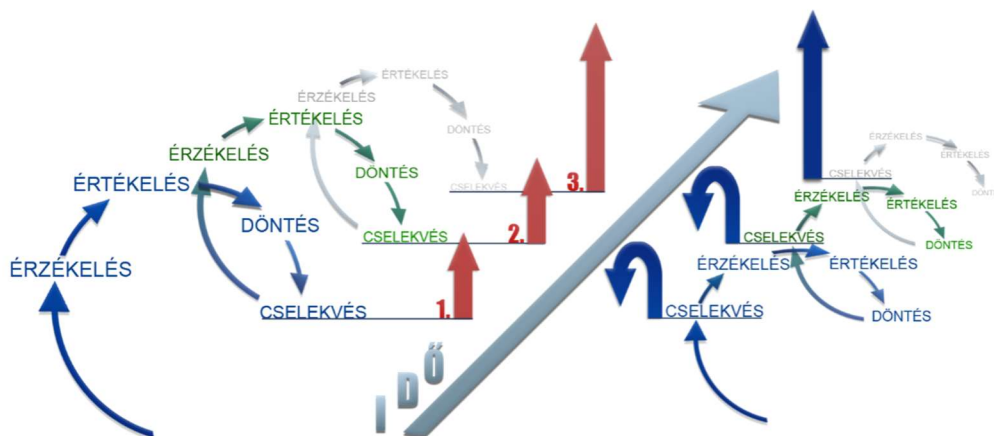 ÉRTÉKELÉS
ÉRZÉKELÉS
DÖNTÉS
CSELEKVÉS
3.
ÉRTÉKELÉS
ÉRZÉKELÉS
DÖNTÉS
CSELEKVÉS
2.
ÉRTÉKELÉS
DÖNTÉS
ÉRZÉKELÉS
CSELEKVÉS
1.
IDŐ
ÉRZÉKELÉS
ÉRTÉKELÉS
DÖNT
CSELEKVÉS
ÉRZÉKELÉS
ÉRTÉKELÉS
DÖNTÉS
CSELEKVÉS
ÉRZÉKELÉS
ÉRTÉKELÉS
DÖNTÉS
CSELEKVÉS